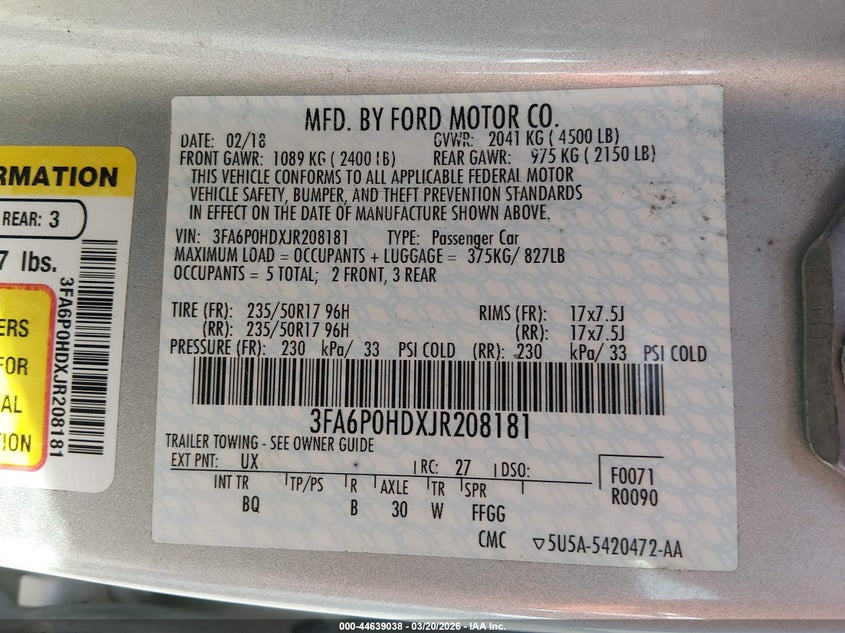 MFD. BY FORD MOTOR CO.
DATE: 02/18 GVWR: 2041 KG ( 4500 LB)
FRONT GAWR: 1089 KG ( 2400 LB) REAR GAWR: 975 KG ( 2150 LB)
THIS VEHICLE CONFORMS TO ALL APPLICABLE FEDERAL MOTOR
VEHICLE SAFETY, BUMPER, AND THEFT PREVENTION STANDARDS
IN EFFECT ON THE DATE OF MANUFACTURE SHOWN ABOVE.
VIN: 3FA6P0HDXJR208181 TYPE: Passenger Car
MAXIMUM LOAD = OCCUPANTS + LUGGAGE = 375KG/ 827LB
OCCUPANTS = 5 TOTAL; 2 FRONT, 3 REAR
TIRE (FR): 235/50R17 96H RIMS (FR): 17x7.5J
(RR): 235/50R17 96H (RR): 17x7.5J
PRESSURE (FR): 230 kPa/ 33 PSI COLD (RR): 230 kPa/ 33 PSI COLD
3FA6P0HDXJR208181
TRAILER TOWING - SEE OWNER GUIDE
EXT PNT: UX RC: 27 DSO:
INT TR TP/PS R AXLE TR SPR
BQ B 30 W FFGG
F0071
R0090
CMC ▽5U5A-5420472-AA
RMATION
REAR: 3
7 lbs.
ERS
FOR
AL
TION
3FA6P0HDXJR208181
000-44639038 - 03/20/2026 - IAA Inc.